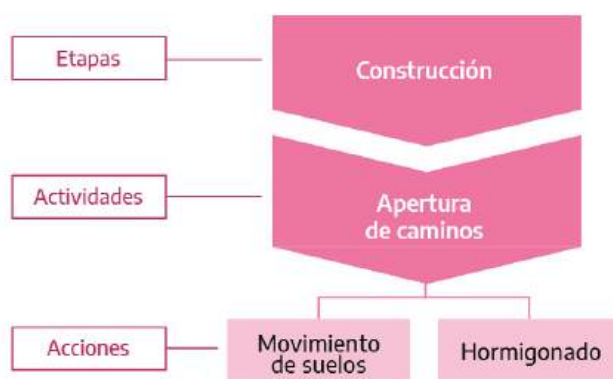 Etapas
Construcción
Actividades
Apertura
de caminos
Acciones
Movimiento
de suelos
Hormigonado